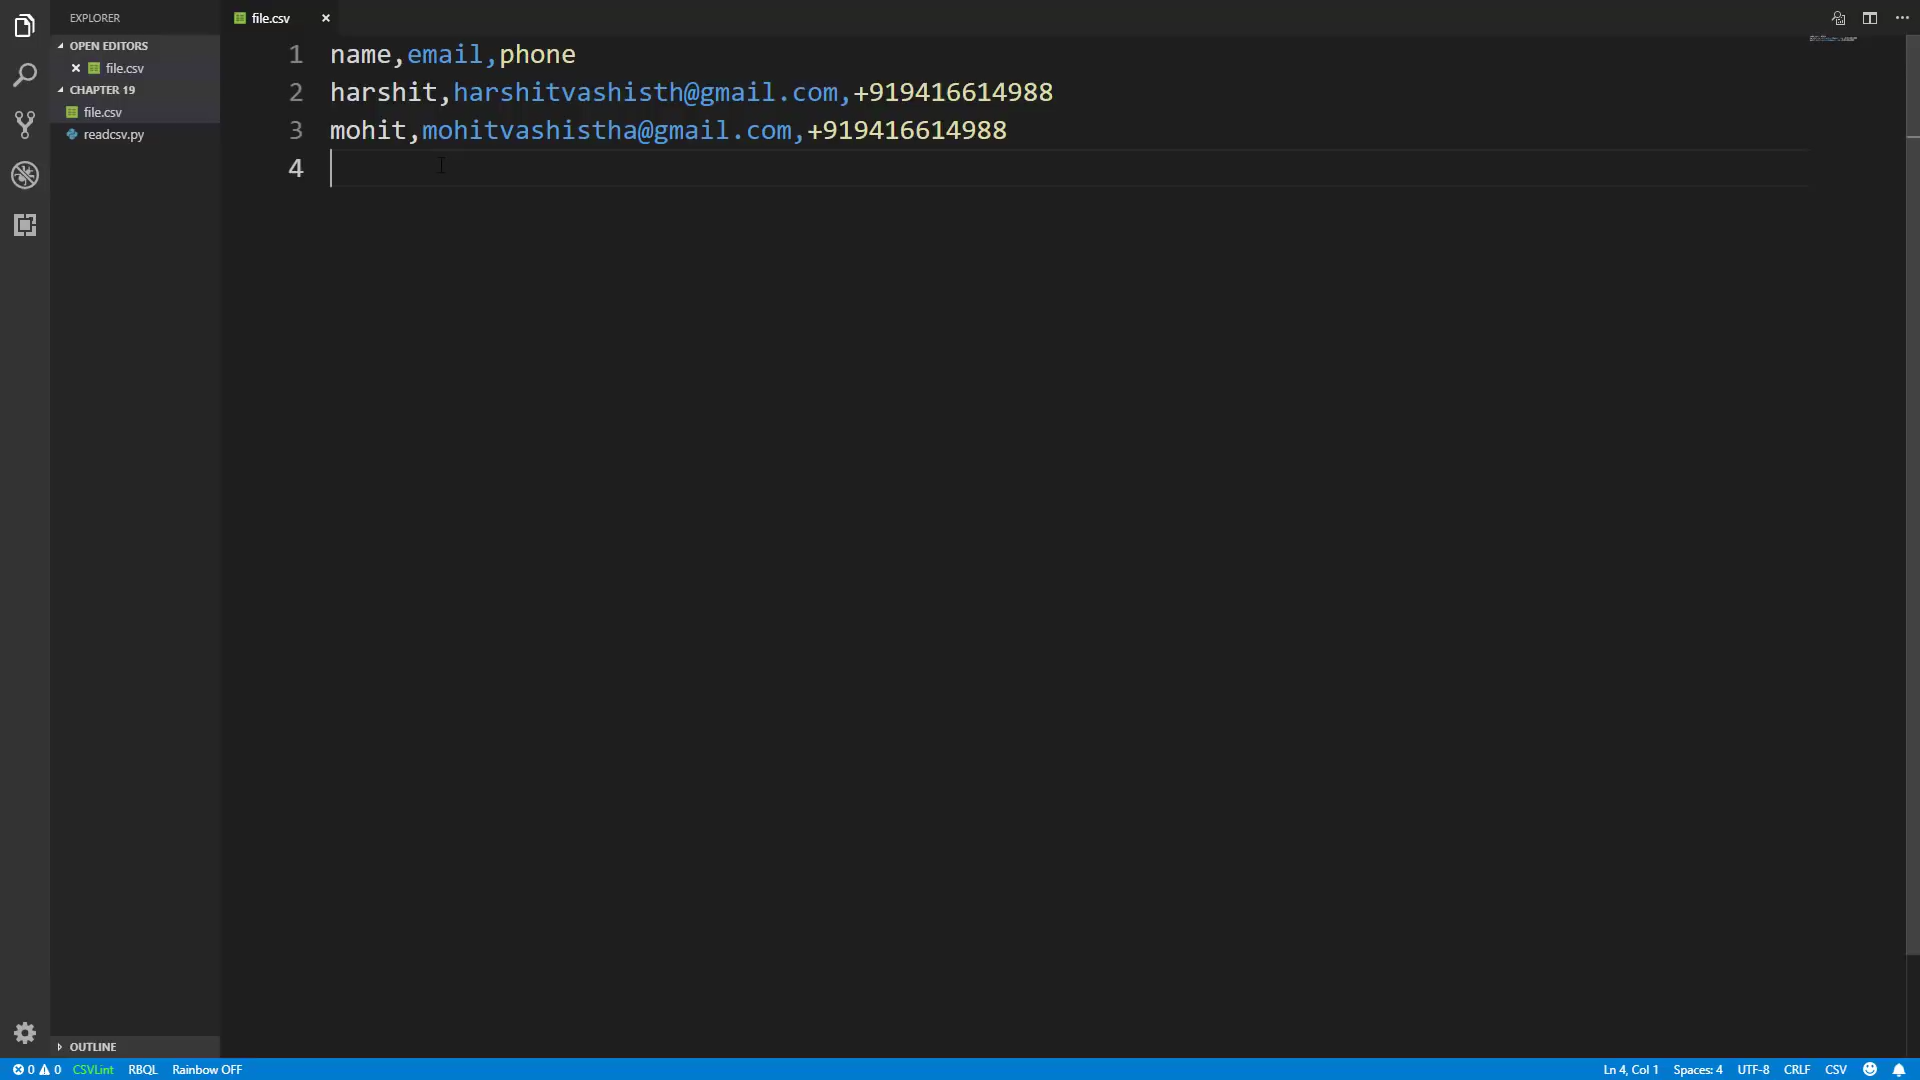 EXPLORER
OPEN EDITORS
file.csv
CHAPTER 19
file.csv
readcsv.py
OUTLINE
file.csv
1 name,email,phone
2 harshit,harshitvashisth@gmail.com,+919416614988
3 mohit,mohitvashistha@gmail.com,+919416614988
4
0 0 CSVLint RBQL Rainbow OFF
Ln 4, Col 1 Spaces: 4 UTF-8 CRLF CSV